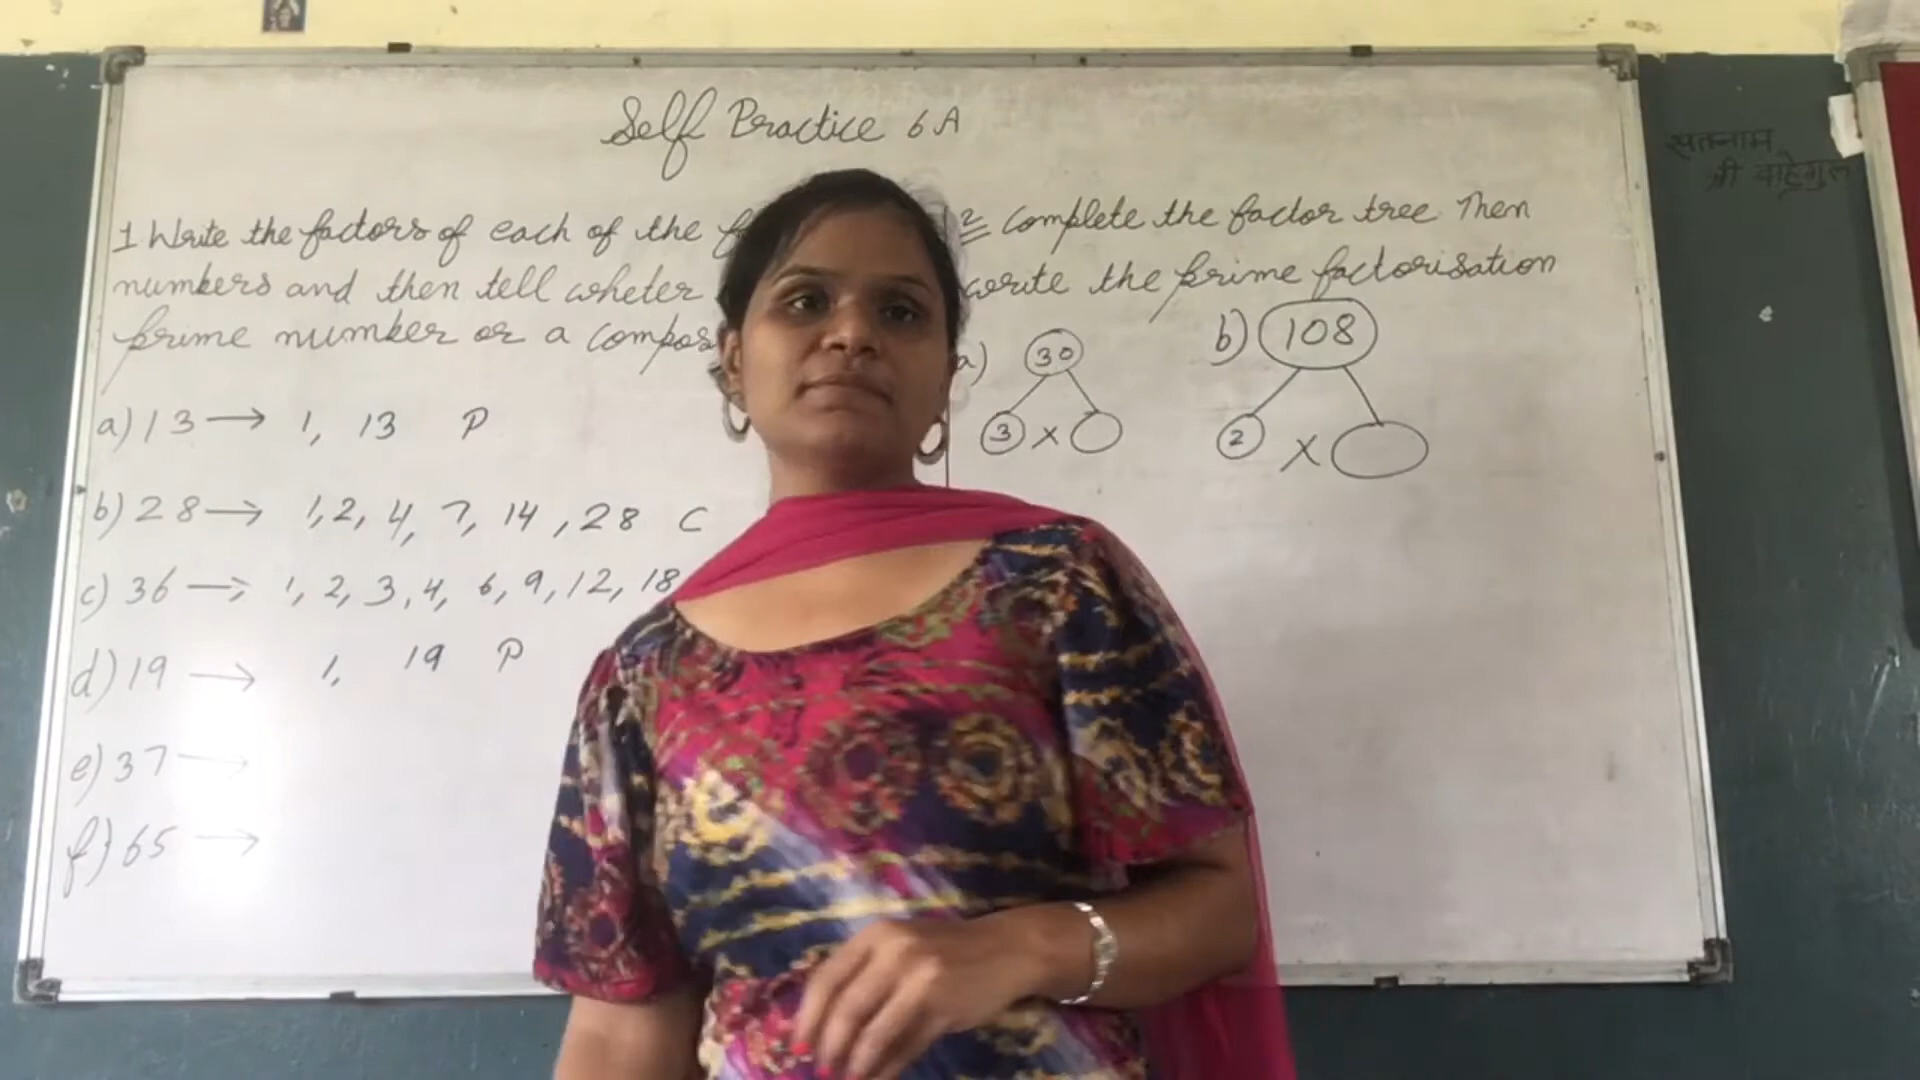 Self Practice 6A
1 Write the factors of each of the
numbers and then tell wheter
prime number or a compos
a) 13 → 1, 13 P
b) 28 → 1, 2, 4, 7, 14, 28 C
c) 36 → 1, 2, 3, 4, 6, 9, 12, 18
d) 19 → 1, 19 P
e) 37 →
f) 65 →
2 Complete the factor tree Then
write the prime factorisation
a) 30
3 ×
b) 108
2 ×
सतनाम
श्री वाहेगुरु